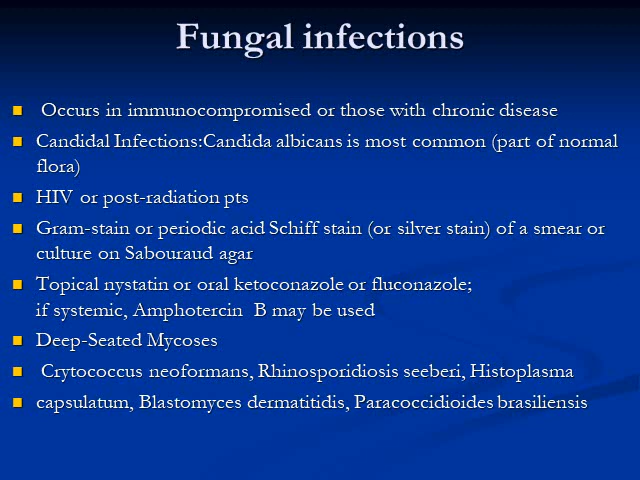 Fungal infections
Occurs in immunocompromised or those with chronic disease
Candidal Infections:Candida albicans is most common (part of normal
flora)
HIV or post-radiation pts
Gram-stain or periodic acid Schiff stain (or silver stain) of a smear or
culture on Sabouraud agar
Topical nystatin or oral ketoconazole or fluconazole;
if systemic, Amphotercin B may be used
Deep-Seated Mycoses
Crytococcus neoformans, Rhinosporidiosis seeberi, Histoplasma
capsulatum, Blastomyces dermatitidis, Paracoccidioides brasiliensis